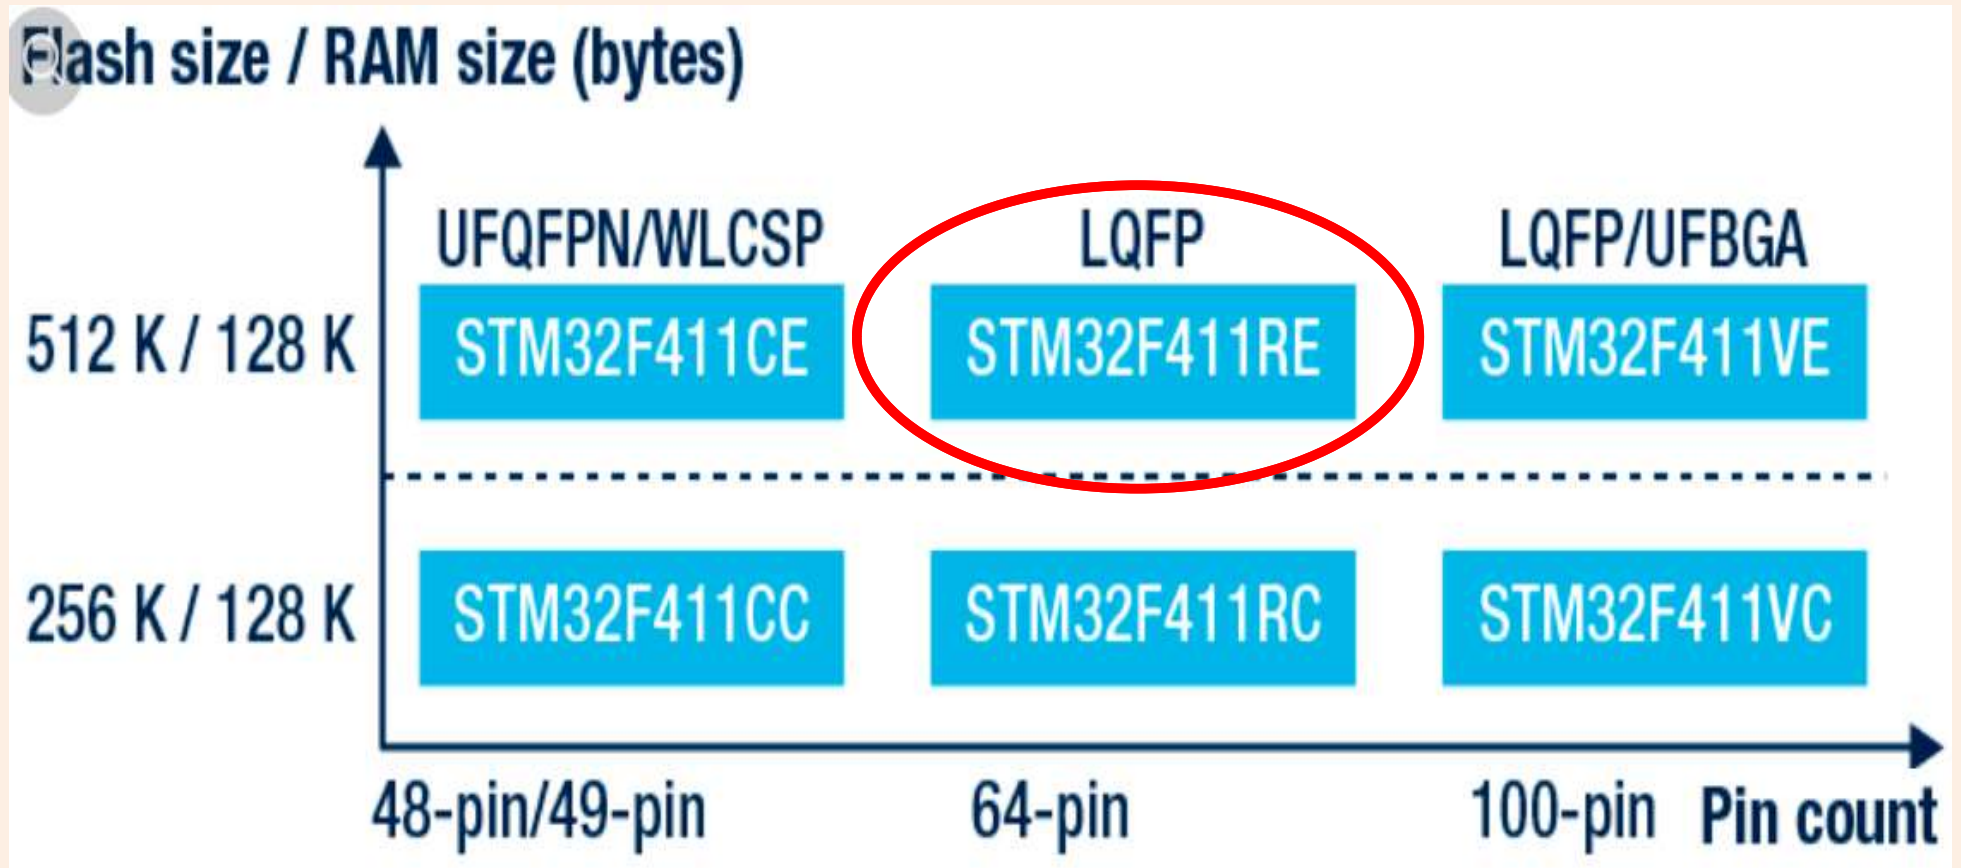 Flash size / RAM size (bytes)
UFQFPN/WLCSP LQFP LQFP/UFBGA
512 K / 128 K STM32F411CE STM32F411RE STM32F411VE
256 K / 128 K STM32F411CC STM32F411RC STM32F411VC
48-pin/49-pin 64-pin 100-pin Pin count